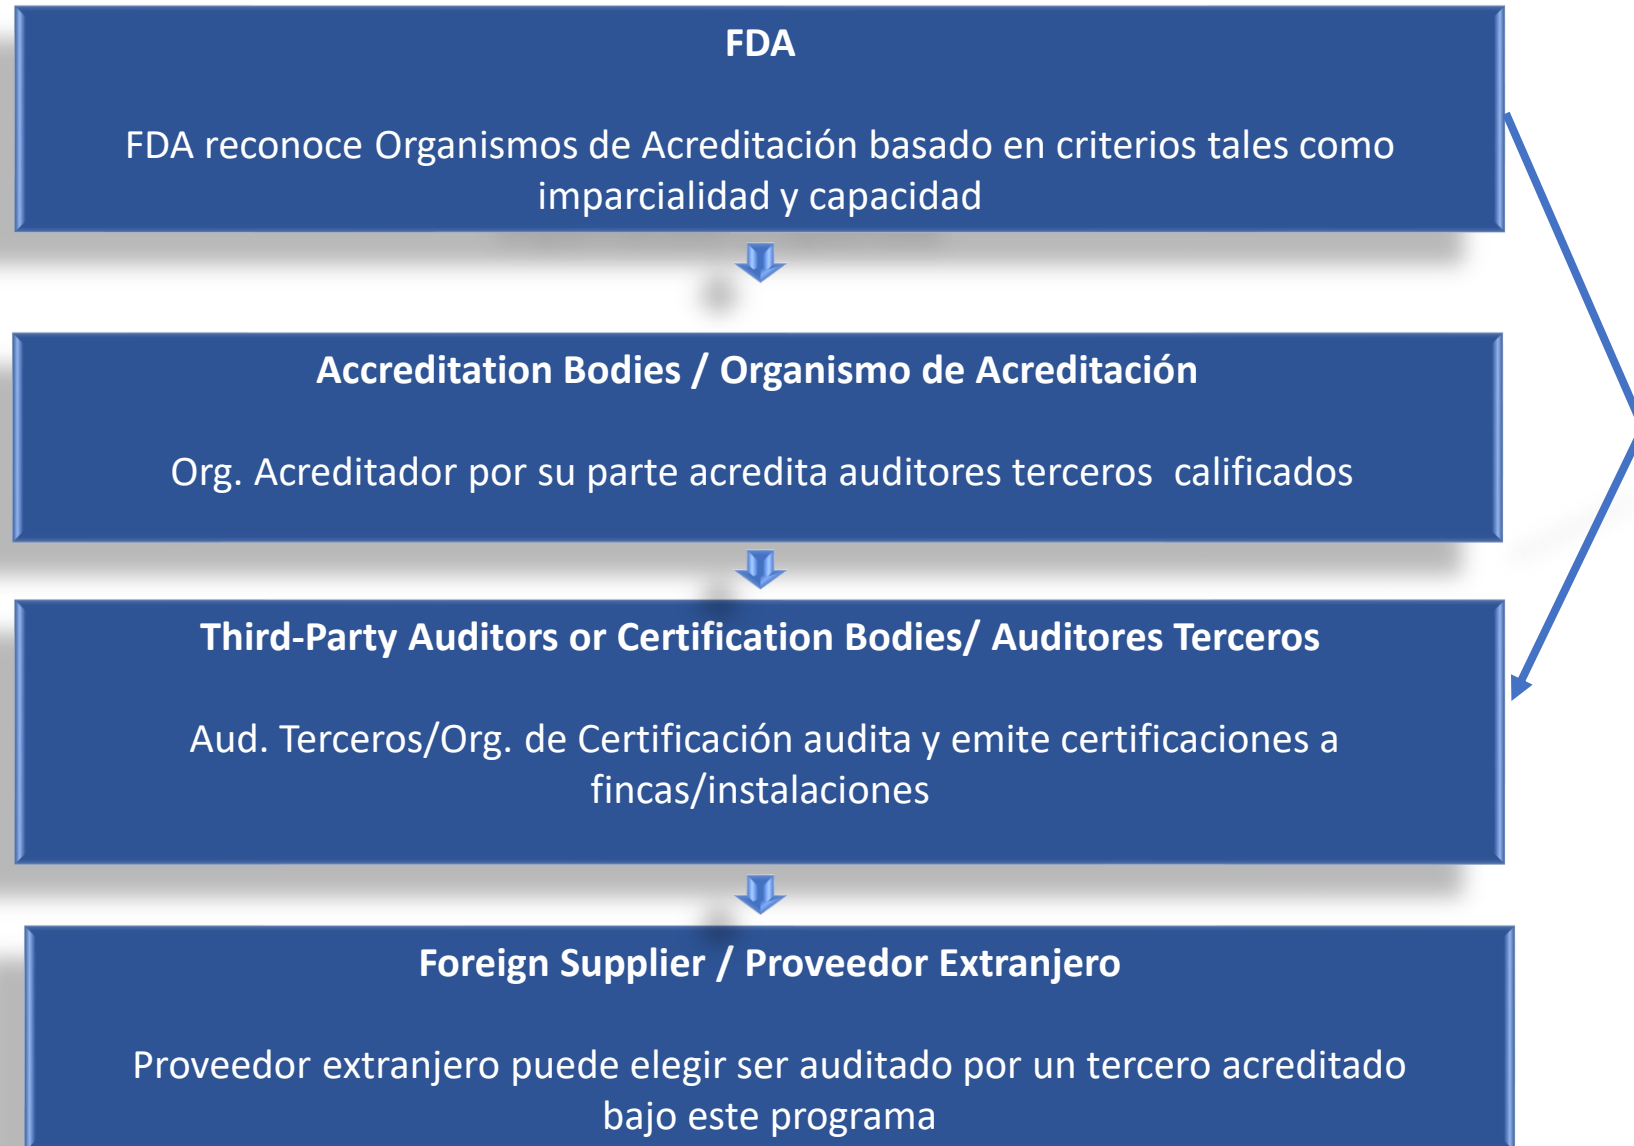 FDA
FDA reconoce Organismos de Acreditación basado en criterios tales como
imparcialidad y capacidad
Accreditation Bodies / Organismo de Acreditación
Org. Acreditador por su parte acredita auditores terceros  calificados
Third-Party Auditors or Certification Bodies/ Auditores Terceros
Aud. Terceros/Org. de Certificación audita y emite certificaciones a
fincas/instalaciones
Foreign Supplier / Proveedor Extranjero
Proveedor extranjero puede elegir ser auditado por un tercero acreditado
bajo este programa